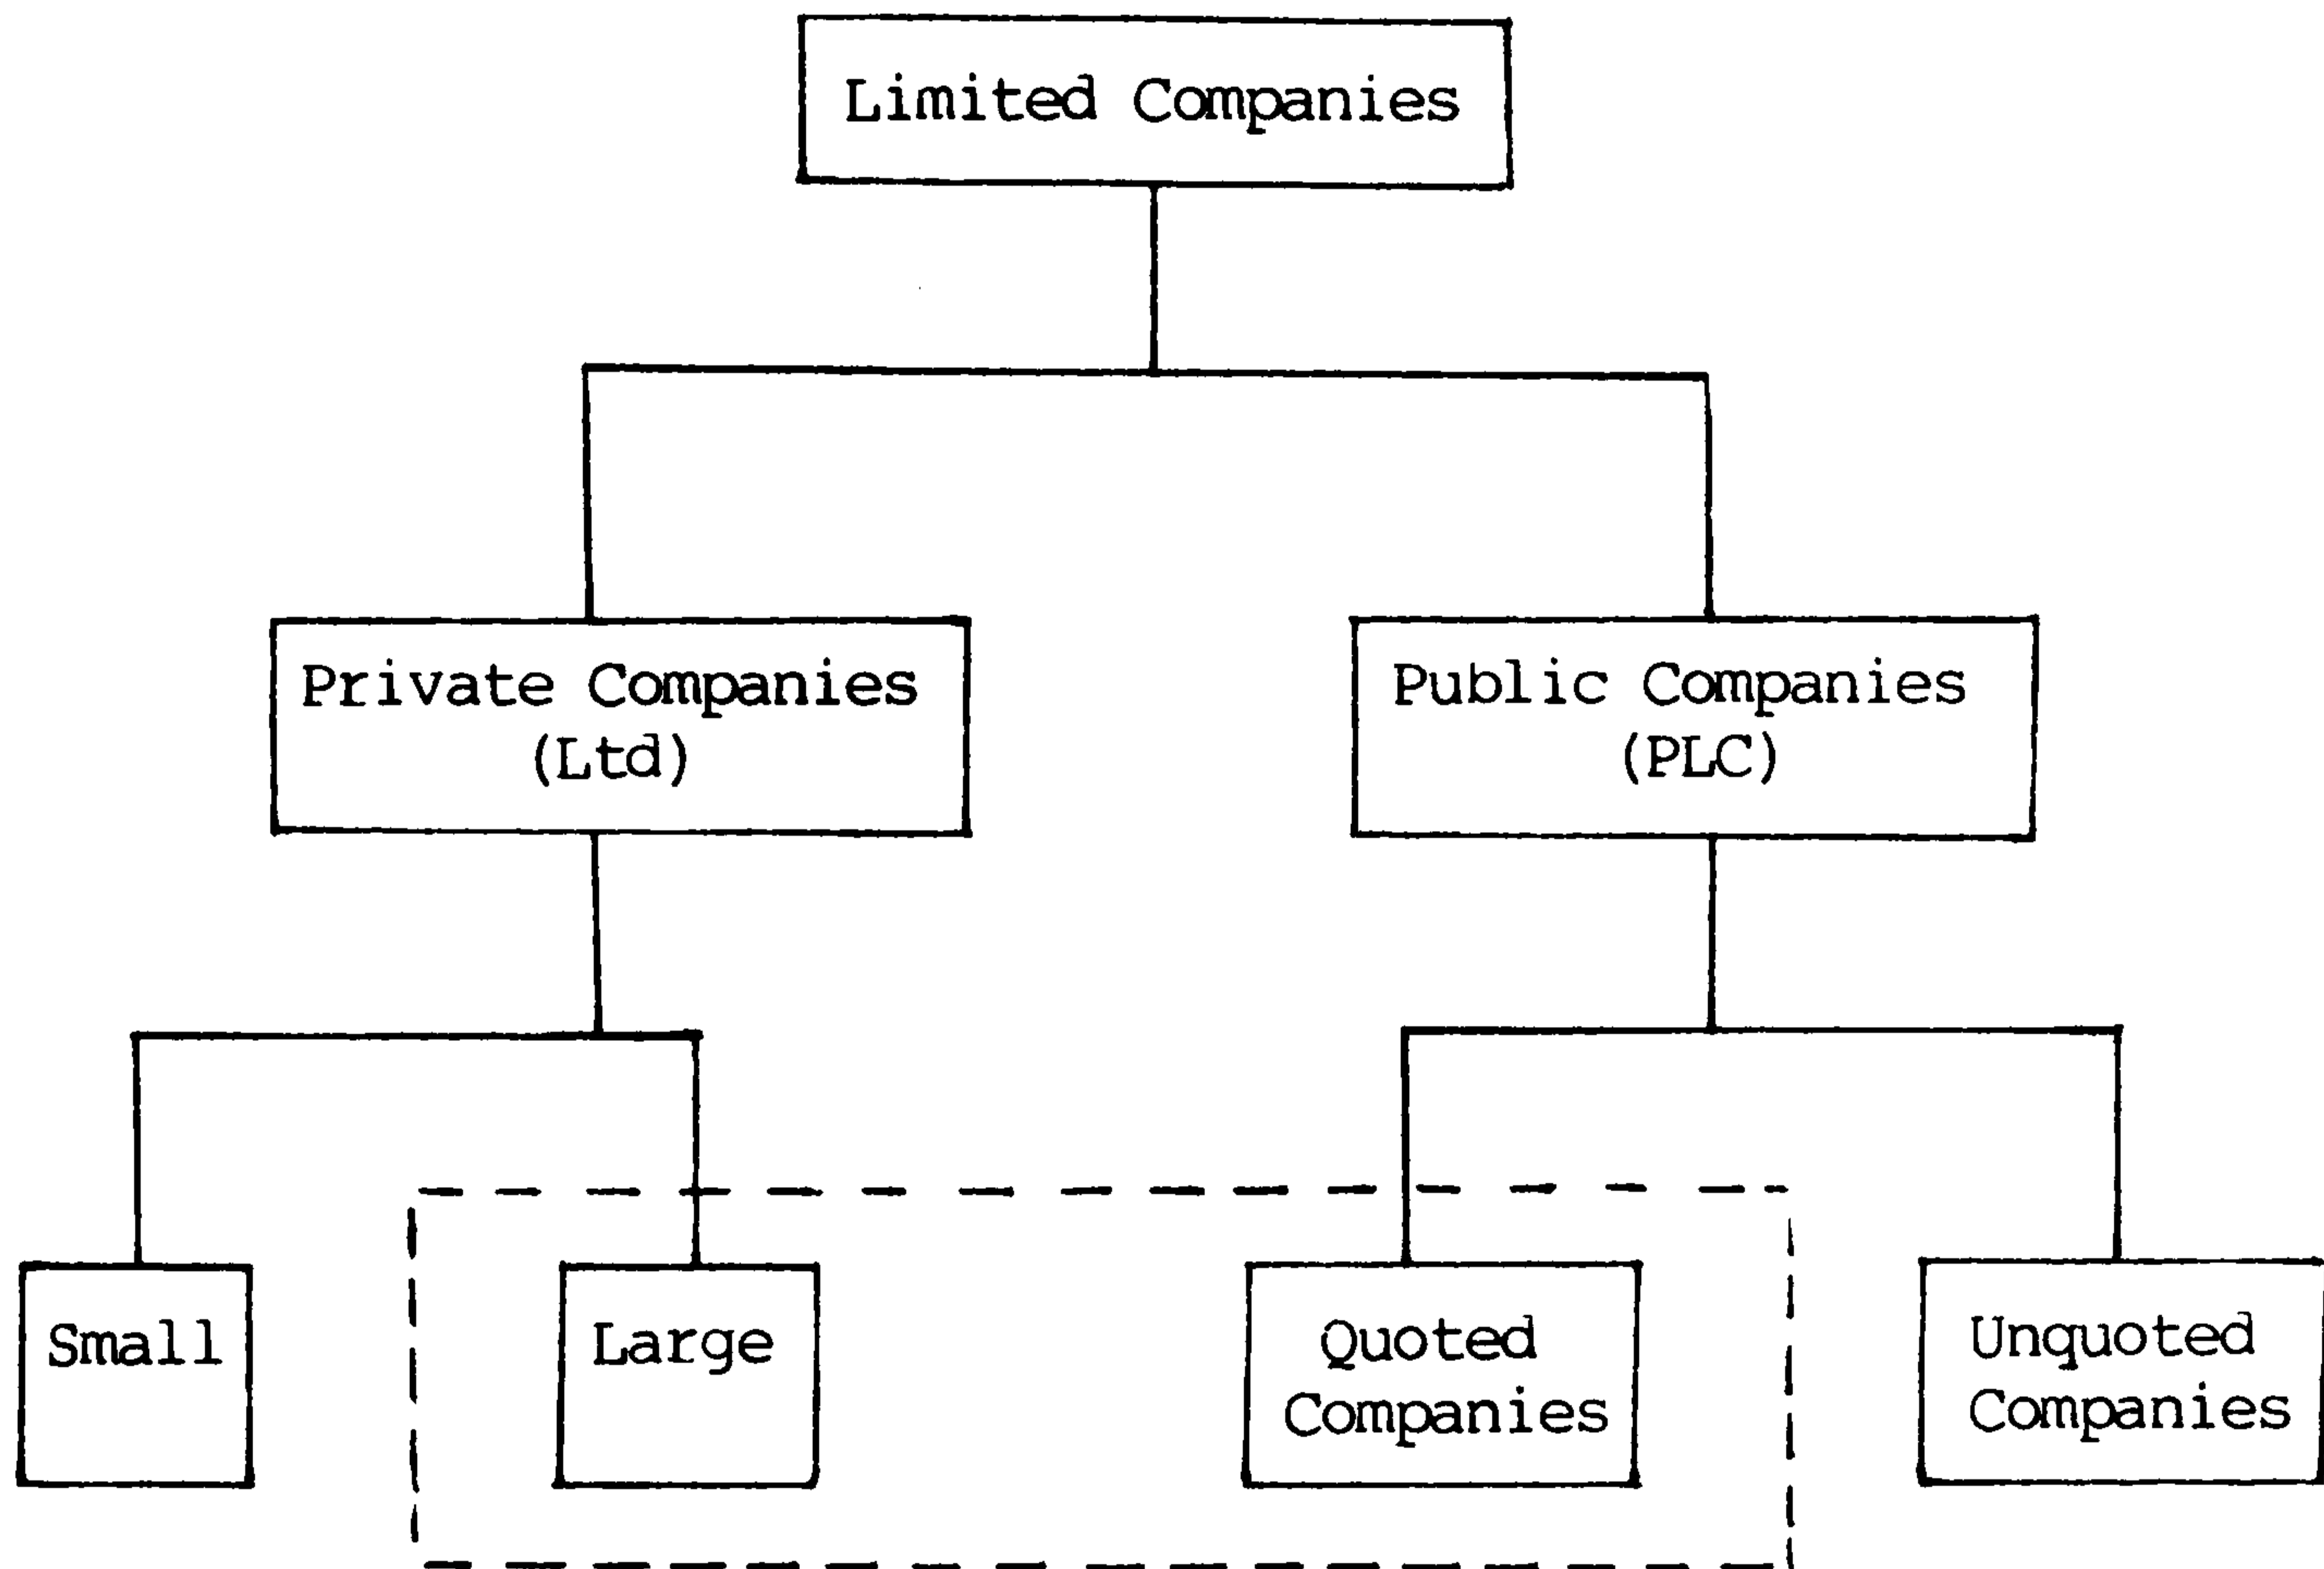 Limited Companies
Private Companies
(Ltd)
Public Companies
(PLC)
Small
Large
Quoted
Companies
Unquoted
Companies